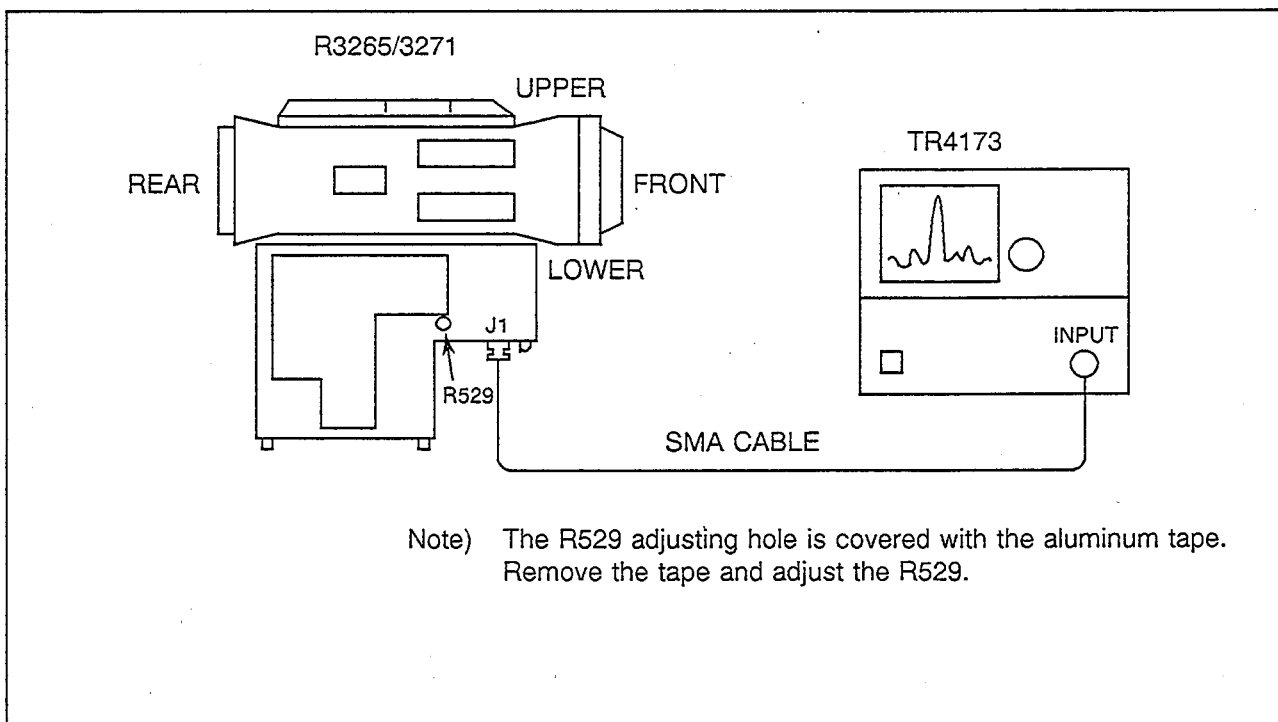 R3265/3271
UPPER
REAR
FRONT
LOWER
J1
R529
TR4173
INPUT
SMA CABLE
Note) The R529 adjusting hole is covered with the aluminum tape.
Remove the tape and adjust the R529.